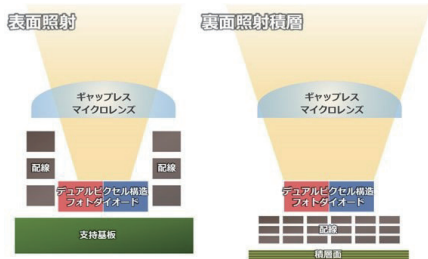 表面照射
ギャップレス
マイクロレンズ
配線
配線
デュアルピクセル構造
フォトダイオード
支持基板
裏面照射積層
ギャップレス
マイクロレンズ
デュアルピクセル構造
フォトダイオード
配線
積層面